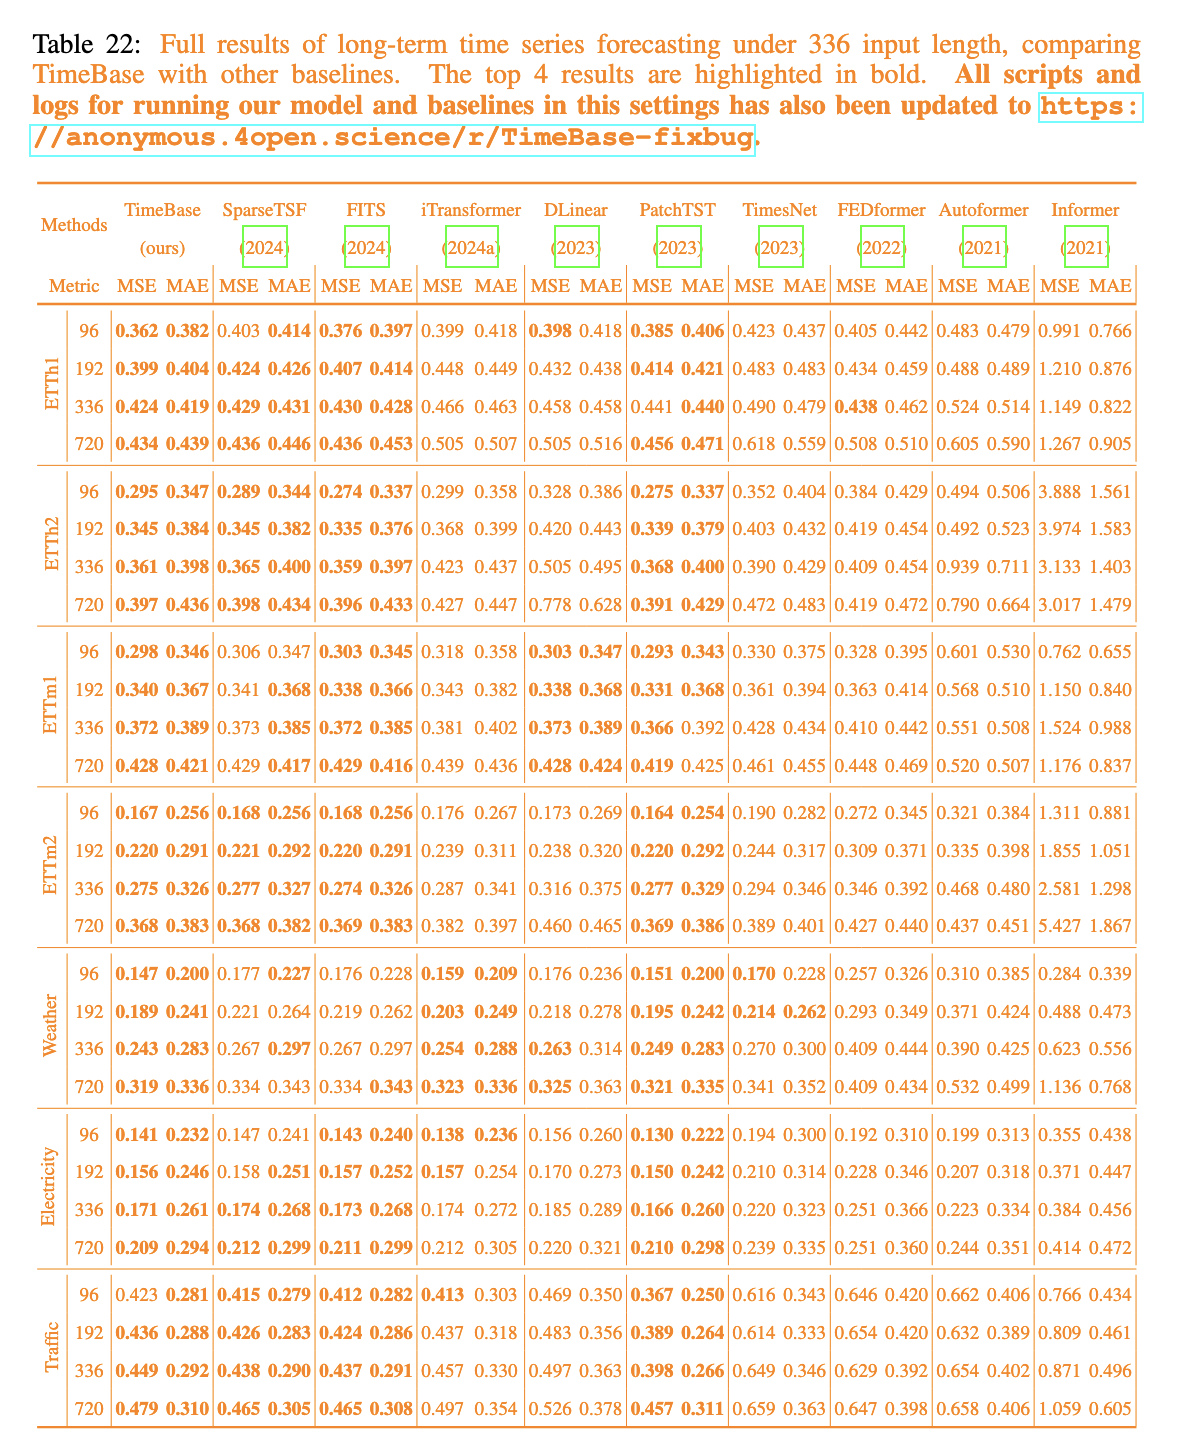 Table 22: Full results of long-term time series forecasting under 336 input length, comparing
TimeBase with other baselines. The top 4 results are highlighted in bold. All scripts and
logs for running our model and baselines in this settings has also been updated to https:
//anonymous.4open.science/r/TimeBase-fixbug.
Methods TimeBase SparseTSF FITS iTransformer DLinear PatchTST TimesNet FEDformer Autoformer Informer
(ours) (2024) (2024) (2024a) (2023) (2023) (2023) (2022) (2021) (2021)
Metric MSE MAE MSE MAE MSE MAE MSE MAE MSE MAE MSE MAE MSE MAE MSE MAE MSE MAE MSE MAE
ETTh1
96 0.362 0.382 0.403 0.414 0.376 0.397 0.399 0.418 0.398 0.418 0.385 0.406 0.423 0.437 0.405 0.442 0.483 0.479 0.991 0.766
192 0.399 0.404 0.424 0.426 0.407 0.414 0.448 0.449 0.432 0.438 0.414 0.421 0.483 0.483 0.434 0.459 0.488 0.489 1.210 0.876
336 0.424 0.419 0.429 0.431 0.430 0.428 0.466 0.463 0.458 0.458 0.441 0.440 0.490 0.479 0.438 0.462 0.524 0.514 1.149 0.822
720 0.434 0.439 0.436 0.446 0.436 0.453 0.505 0.507 0.505 0.516 0.456 0.471 0.618 0.559 0.508 0.510 0.605 0.590 1.267 0.905
ETTh2
96 0.295 0.347 0.289 0.344 0.274 0.337 0.299 0.358 0.328 0.386 0.275 0.337 0.352 0.404 0.384 0.429 0.494 0.506 3.888 1.561
192 0.345 0.384 0.345 0.382 0.335 0.376 0.368 0.399 0.420 0.443 0.339 0.379 0.403 0.432 0.419 0.454 0.492 0.523 3.974 1.583
336 0.361 0.398 0.365 0.400 0.359 0.397 0.423 0.437 0.505 0.495 0.368 0.400 0.390 0.429 0.409 0.454 0.939 0.711 3.133 1.403
720 0.397 0.436 0.398 0.434 0.396 0.433 0.427 0.447 0.778 0.628 0.391 0.429 0.472 0.483 0.419 0.472 0.790 0.664 3.017 1.479
ETTm1
96 0.298 0.346 0.306 0.347 0.303 0.345 0.318 0.358 0.303 0.347 0.293 0.343 0.330 0.375 0.328 0.395 0.601 0.530 0.762 0.655
192 0.340 0.367 0.341 0.368 0.338 0.366 0.343 0.382 0.338 0.368 0.331 0.368 0.361 0.394 0.363 0.414 0.568 0.510 1.150 0.840
336 0.372 0.389 0.373 0.385 0.372 0.385 0.381 0.402 0.373 0.389 0.366 0.392 0.428 0.434 0.410 0.442 0.551 0.508 1.524 0.988
720 0.428 0.421 0.429 0.417 0.429 0.416 0.439 0.436 0.428 0.424 0.419 0.425 0.461 0.455 0.448 0.469 0.520 0.507 1.176 0.837
ETTm2
96 0.167 0.256 0.168 0.256 0.168 0.256 0.176 0.267 0.173 0.269 0.164 0.254 0.190 0.282 0.272 0.345 0.321 0.384 1.311 0.881
192 0.220 0.291 0.221 0.292 0.220 0.291 0.239 0.311 0.238 0.320 0.220 0.292 0.244 0.317 0.309 0.371 0.335 0.398 1.855 1.051
336 0.275 0.326 0.277 0.327 0.274 0.326 0.287 0.341 0.316 0.375 0.277 0.329 0.294 0.346 0.346 0.392 0.468 0.480 2.581 1.298
720 0.368 0.383 0.368 0.382 0.369 0.383 0.382 0.397 0.460 0.465 0.369 0.386 0.389 0.401 0.427 0.440 0.437 0.451 5.427 1.867
Weather
96 0.147 0.200 0.177 0.227 0.176 0.228 0.159 0.209 0.176 0.236 0.151 0.200 0.170 0.228 0.257 0.326 0.310 0.385 0.284 0.339
192 0.189 0.241 0.221 0.264 0.219 0.262 0.203 0.249 0.218 0.278 0.195 0.242 0.214 0.262 0.293 0.349 0.371 0.424 0.488 0.473
336 0.243 0.283 0.267 0.297 0.267 0.297 0.254 0.288 0.263 0.314 0.249 0.283 0.270 0.300 0.409 0.444 0.390 0.425 0.623 0.556
720 0.319 0.336 0.334 0.343 0.334 0.343 0.323 0.336 0.325 0.363 0.321 0.335 0.341 0.352 0.409 0.434 0.532 0.499 1.136 0.768
Electricity
96 0.141 0.232 0.147 0.241 0.143 0.240 0.138 0.236 0.156 0.260 0.130 0.222 0.194 0.300 0.192 0.310 0.199 0.313 0.355 0.438
192 0.156 0.246 0.158 0.251 0.157 0.252 0.157 0.254 0.170 0.273 0.150 0.242 0.210 0.314 0.228 0.346 0.207 0.318 0.371 0.447
336 0.171 0.261 0.174 0.268 0.173 0.268 0.174 0.272 0.185 0.289 0.166 0.260 0.220 0.323 0.251 0.366 0.223 0.334 0.384 0.456
720 0.209 0.294 0.212 0.299 0.211 0.299 0.212 0.305 0.220 0.321 0.210 0.298 0.239 0.335 0.251 0.360 0.244 0.351 0.414 0.472
Traffic
96 0.423 0.281 0.415 0.279 0.412 0.282 0.413 0.303 0.469 0.350 0.367 0.250 0.616 0.343 0.646 0.420 0.662 0.406 0.766 0.434
192 0.436 0.288 0.426 0.283 0.424 0.286 0.437 0.318 0.483 0.356 0.389 0.264 0.614 0.333 0.654 0.420 0.632 0.389 0.809 0.461
336 0.449 0.292 0.438 0.290 0.437 0.291 0.457 0.330 0.497 0.363 0.398 0.266 0.649 0.346 0.629 0.392 0.654 0.402 0.871 0.496
720 0.479 0.310 0.465 0.305 0.465 0.308 0.497 0.354 0.526 0.378 0.457 0.311 0.659 0.363 0.647 0.398 0.658 0.406 1.059 0.605